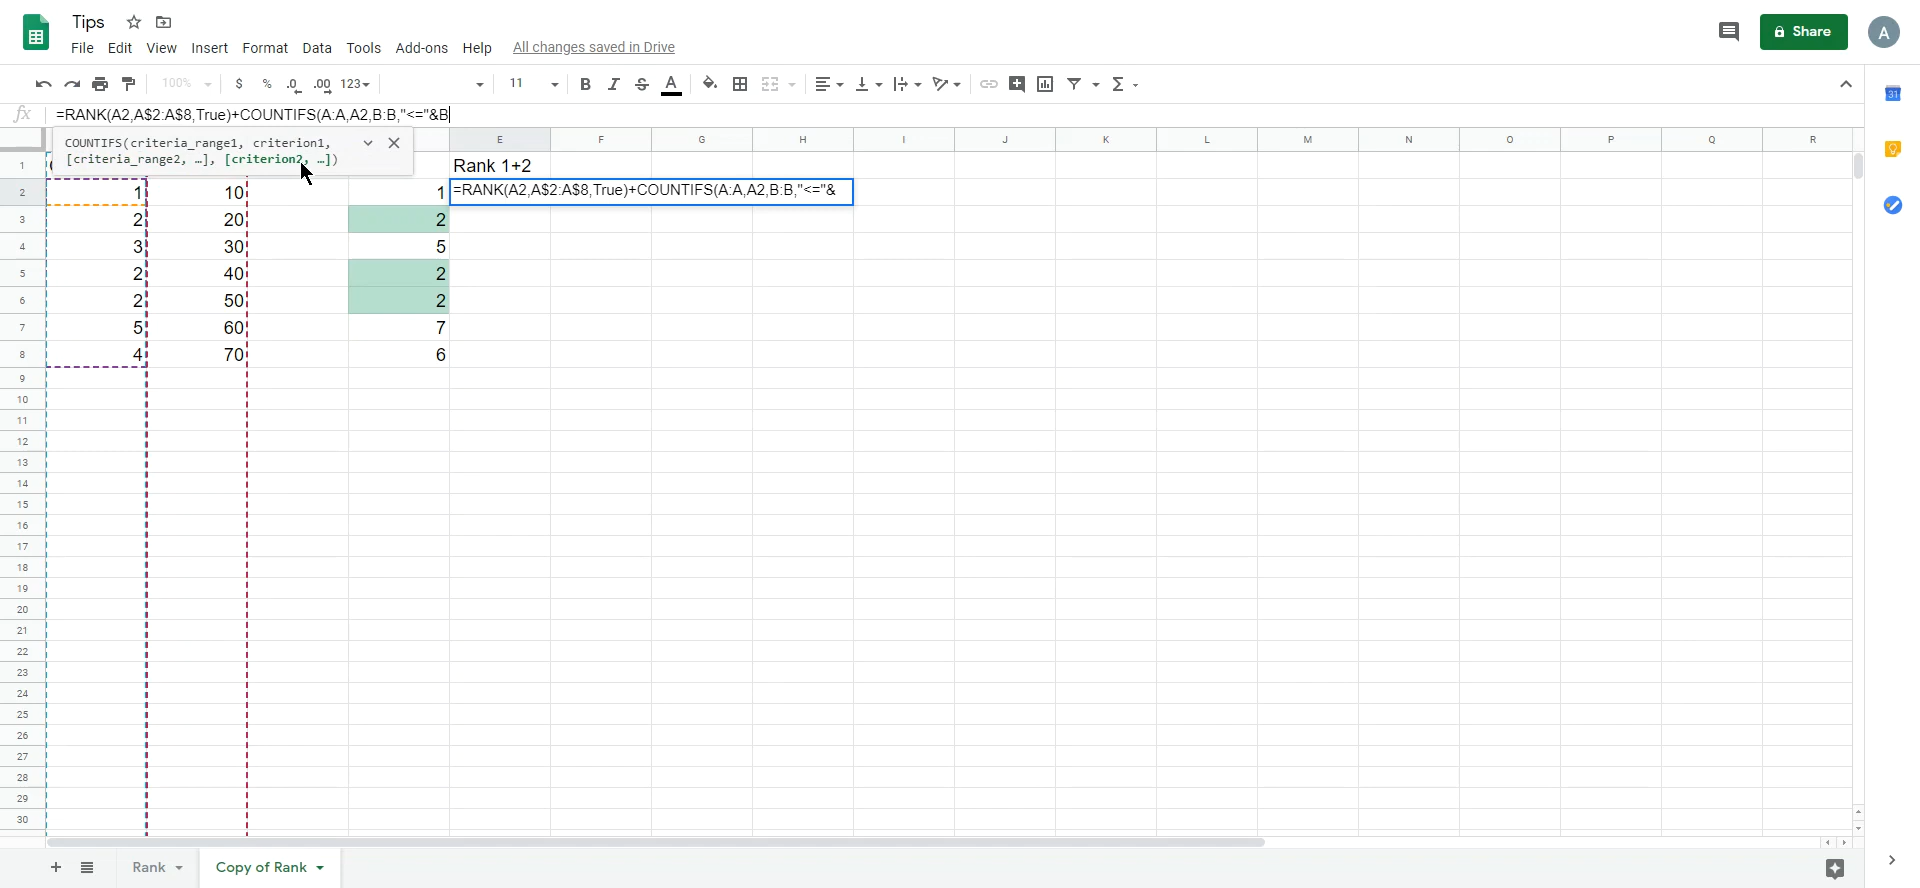 Tips
File Edit View Insert Format Data Tools Add-ons Help All changes saved in Drive
Share
A
100% $ % .0 .00 123 11 B I S A Σ
31
fx =RANK(A2,A$2:A$8,True)+COUNTIFS(A:A,A2,B:B,"<="&B
COUNTIFS(criteria_range1, criterion1,
[criteria_range2, …], [criterion2, …])
E F G H I J K L M N O P Q R
1 Rank 1+2
2 1 10 1 =RANK(A2,A$2:A$8,True)+COUNTIFS(A:A,A2,B:B,"<="&
3 2 20 2
4 3 30 5
5 2 40 2
6 2 50 2
7 5 60 7
8 4 70 6
9
10
11
12
13
14
15
16
17
18
19
20
21
22
23
24
25
26
27
28
29
30
+ Rank Copy of Rank